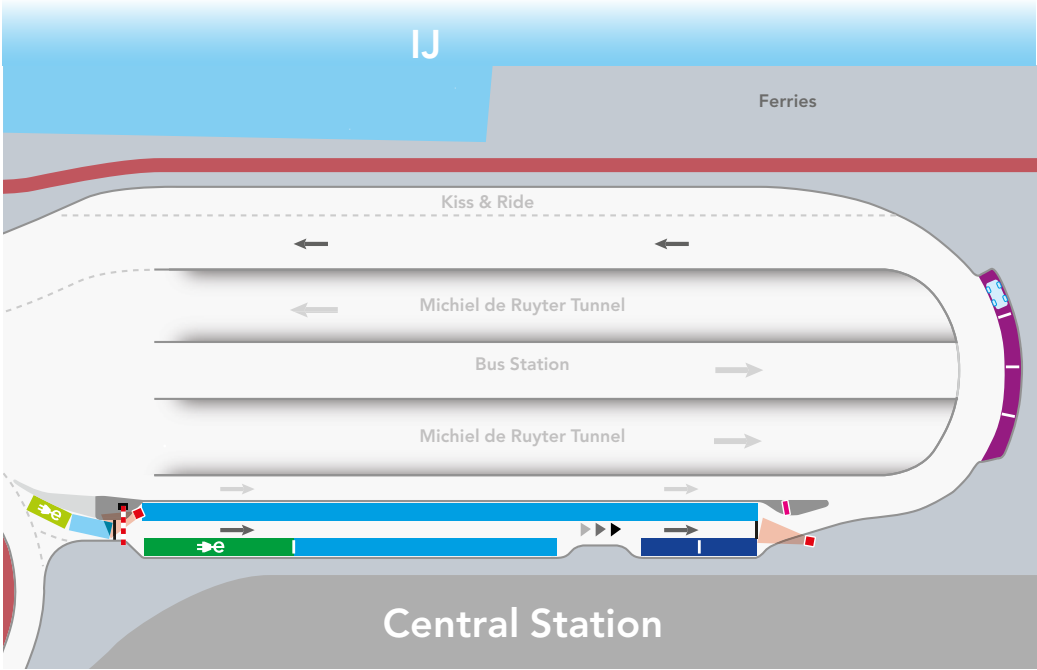 IJ
Ferries
Kiss & Ride
Michiel de Ruyter Tunnel
Bus Station
Michiel de Ruyter Tunnel
e
e
Central Station